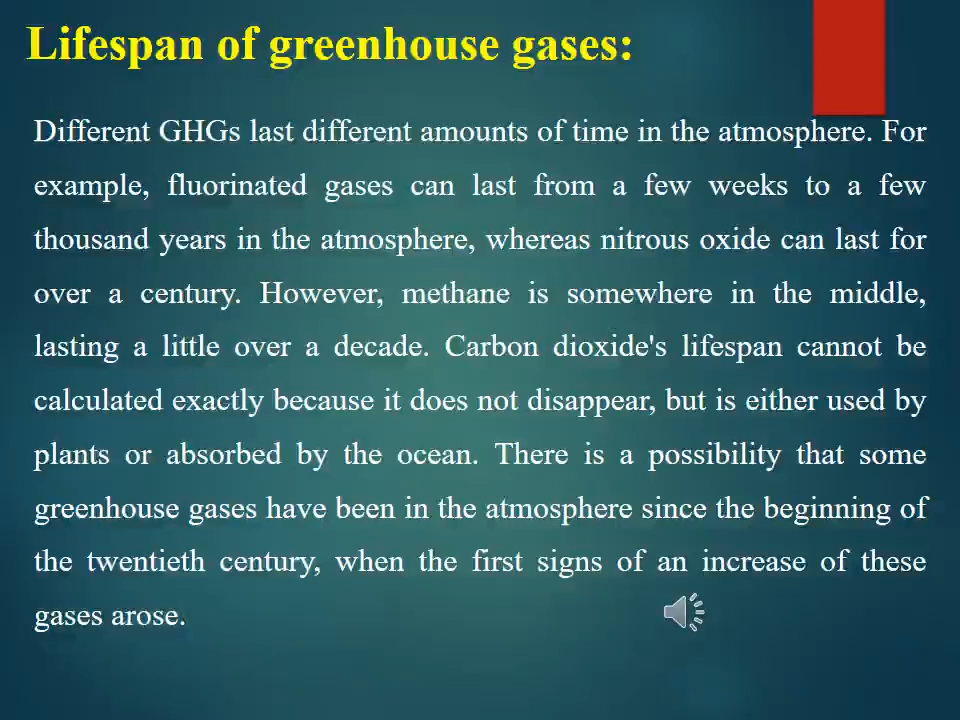 Lifespan of greenhouse gases:
Different GHGs last different amounts of time in the atmosphere. For
example, fluorinated gases can last from a few weeks to a few
thousand years in the atmosphere, whereas nitrous oxide can last for
over a century. However, methane is somewhere in the middle,
lasting a little over a decade. Carbon dioxide's lifespan cannot be
calculated exactly because it does not disappear, but is either used by
plants or absorbed by the ocean. There is a possibility that some
greenhouse gases have been in the atmosphere since the beginning of
the twentieth century, when the first signs of an increase of these
gases arose.